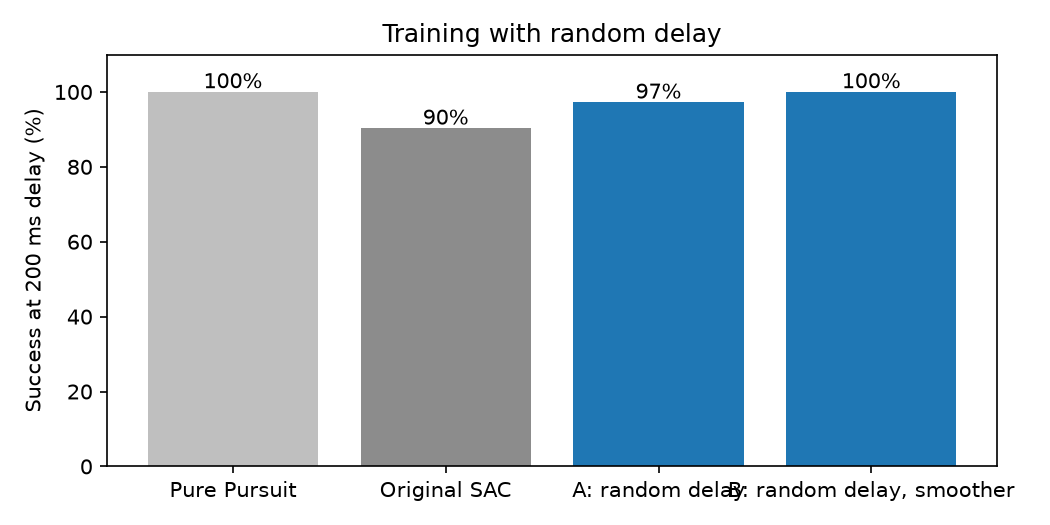 Training with random delay
Success at 200 ms delay (%)
100
80
60
40
20
0
100%
90%
97%
100%
Pure Pursuit
Original SAC
A: random delay
B: random delay, smoother